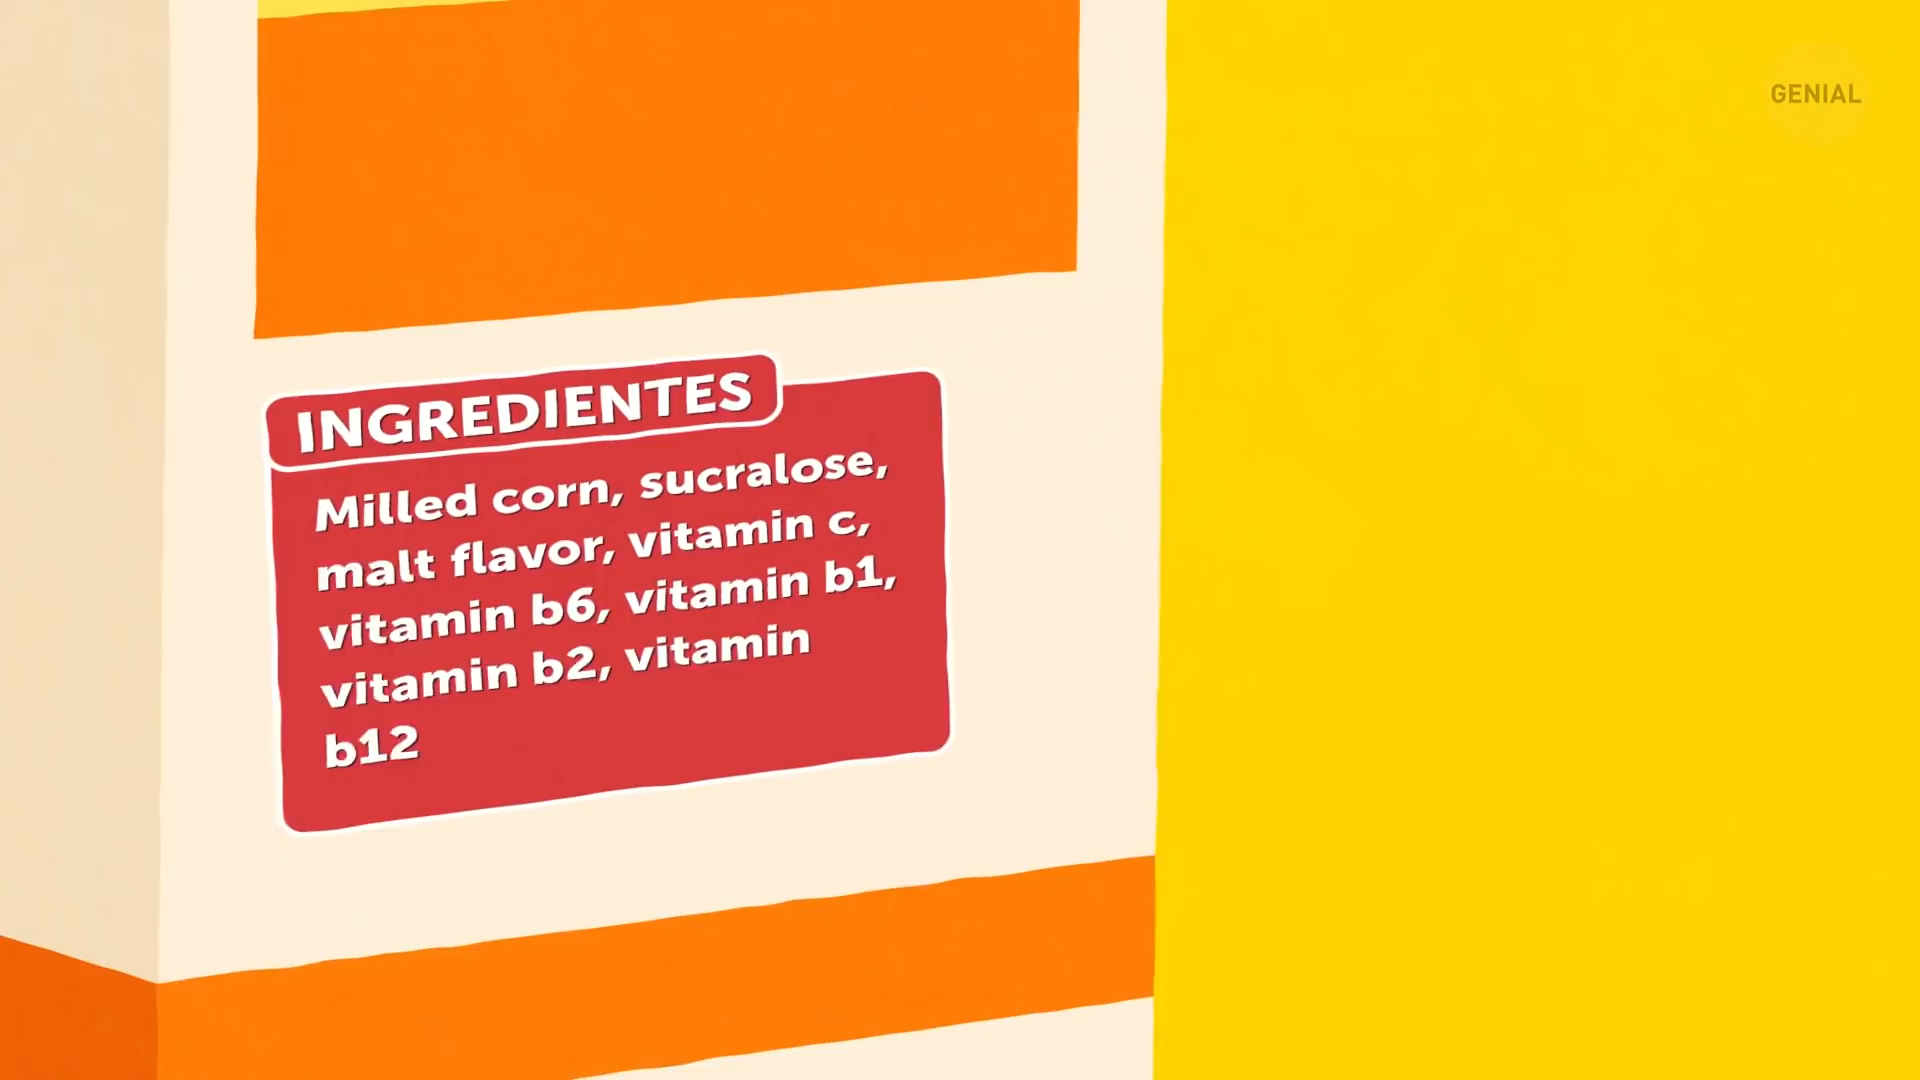 GENIAL
INGREDIENTES
Milled corn, sucralose,
malt flavor, vitamin c,
vitamin b6, vitamin b1,
vitamin b2, vitamin
b12